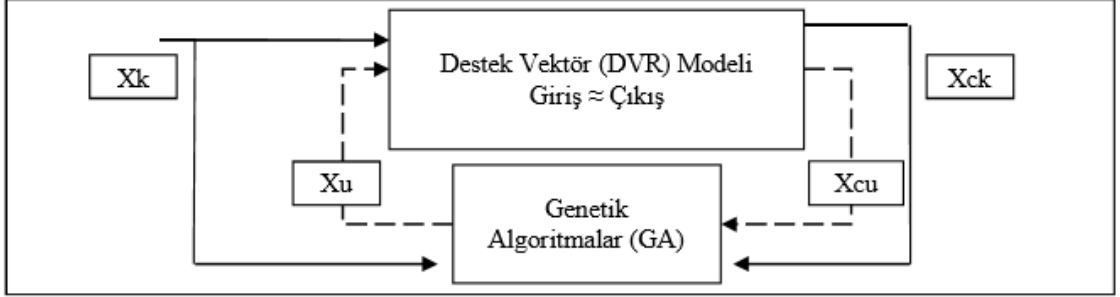 Destek Vektör (DVR) Modeli
Giriş ≈ Çıkış
Xk
Xck
Xu
Xcu
Genetik
Algoritmalar (GA)